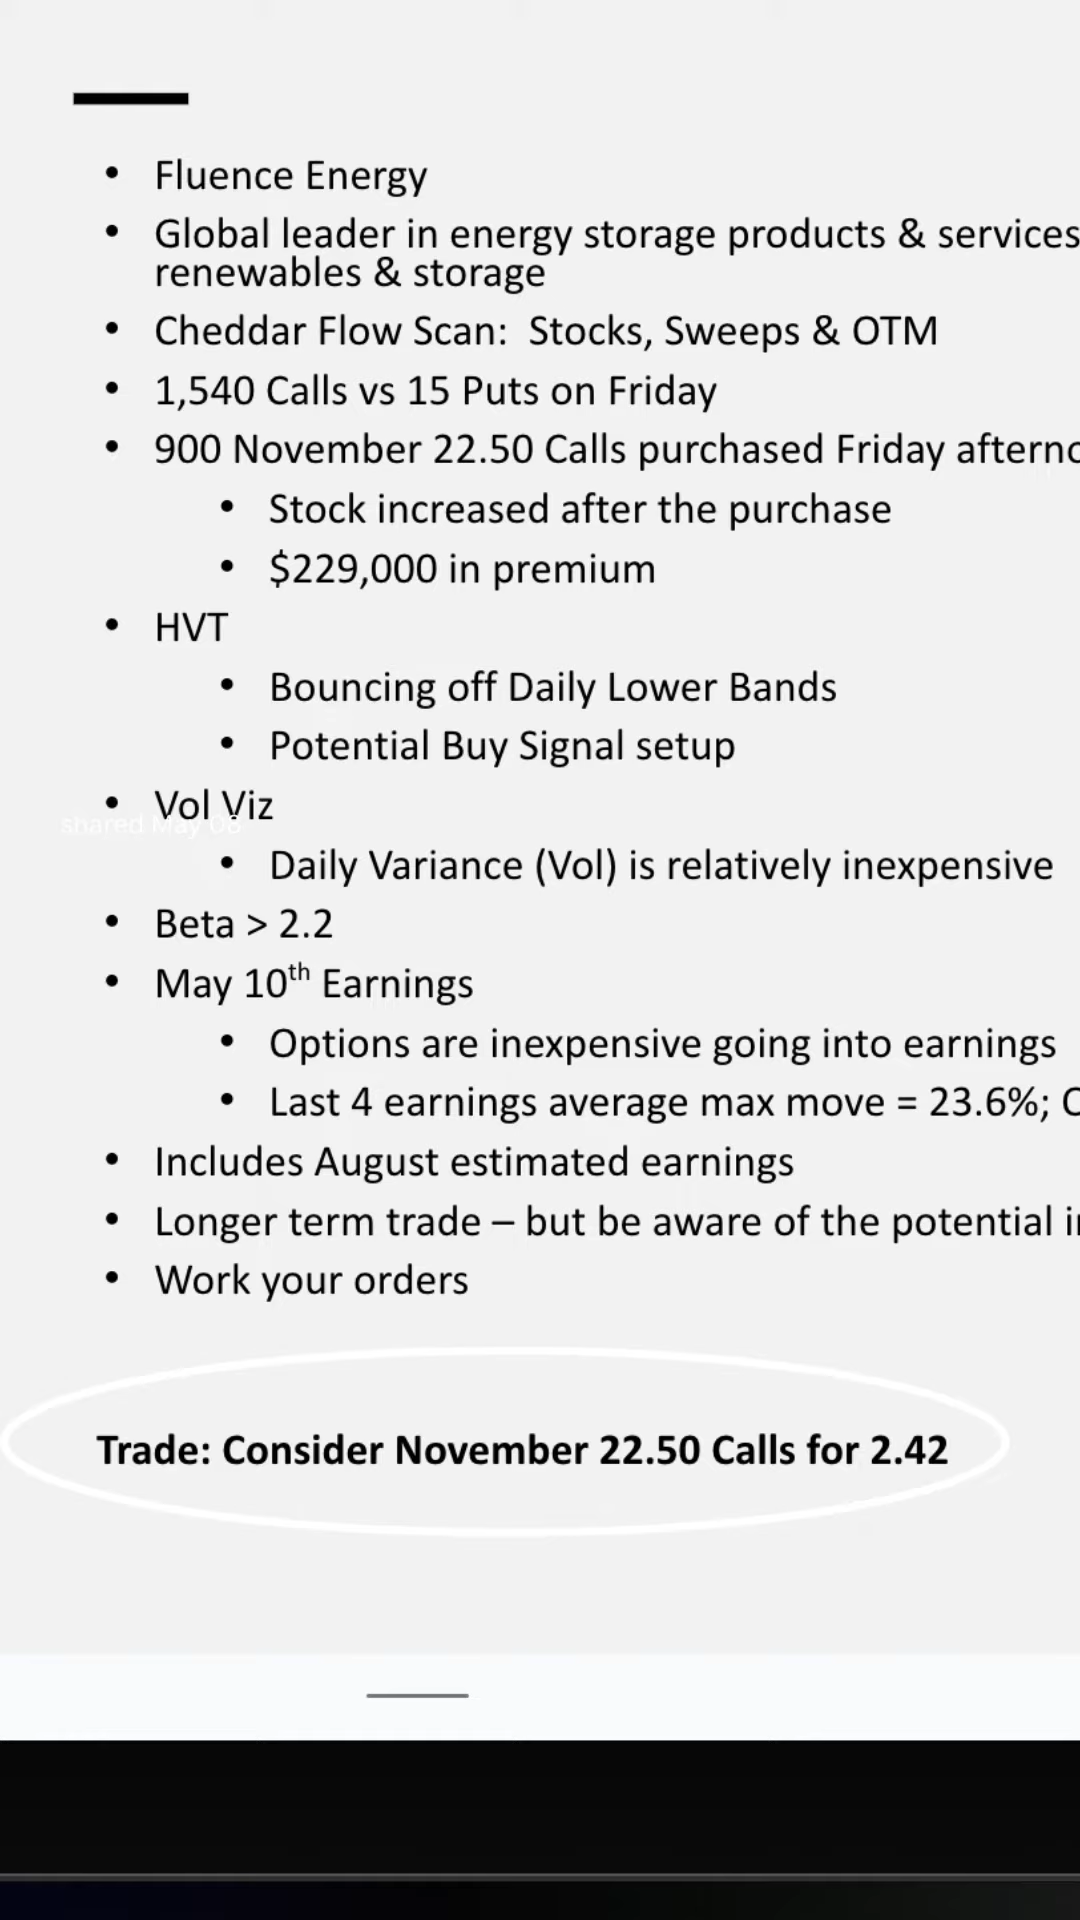 • Fluence Energy
• Global leader in energy storage products & services
renewables & storage
• Cheddar Flow Scan: Stocks, Sweeps & OTM
• 1,540 Calls vs 15 Puts on Friday
• 900 November 22.50 Calls purchased Friday afterno
• Stock increased after the purchase
• $229,000 in premium
• HVT
• Bouncing off Daily Lower Bands
• Potential Buy Signal setup
• Vol Viz
shared May 08
• Daily Variance (Vol) is relatively inexpensive
• Beta > 2.2
• May 10th Earnings
• Options are inexpensive going into earnings
• Last 4 earnings average max move = 23.6%;
• Includes August estimated earnings
• Longer term trade – but be aware of the potential
• Work your orders
Trade: Consider November 22.50 Calls for 2.42